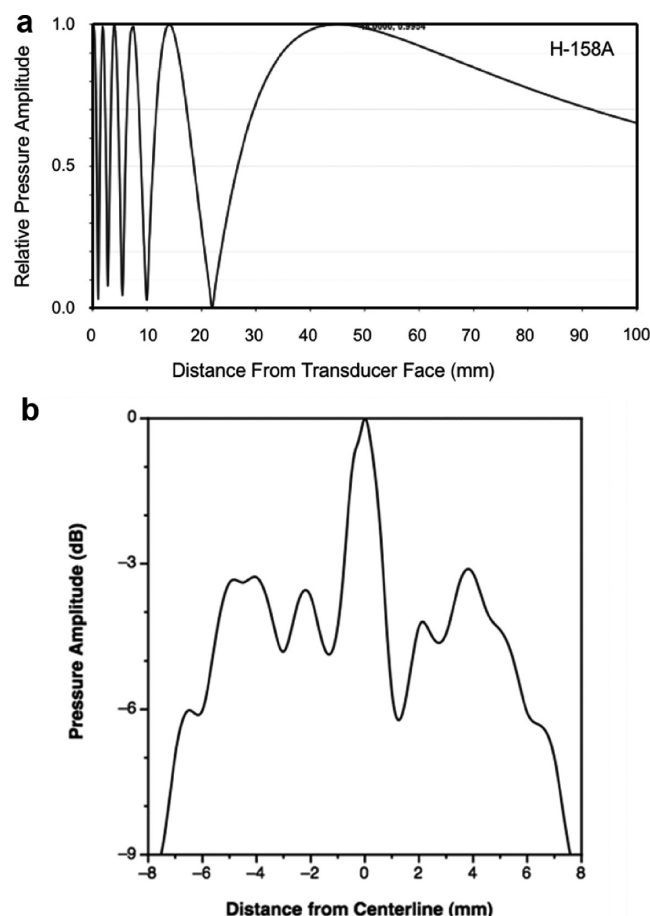 a
1.0
H-158A
0.5
0.0
Relative Pressure Amplitude
0 10 20 30 40 50 60 70 80 90 100
Distance From Transducer Face (mm)
b
0
-3
-6
-9
Pressure Amplitude (dB)
-8 -6 -4 -2 0 2 4 6 8
Distance from Centerline (mm)